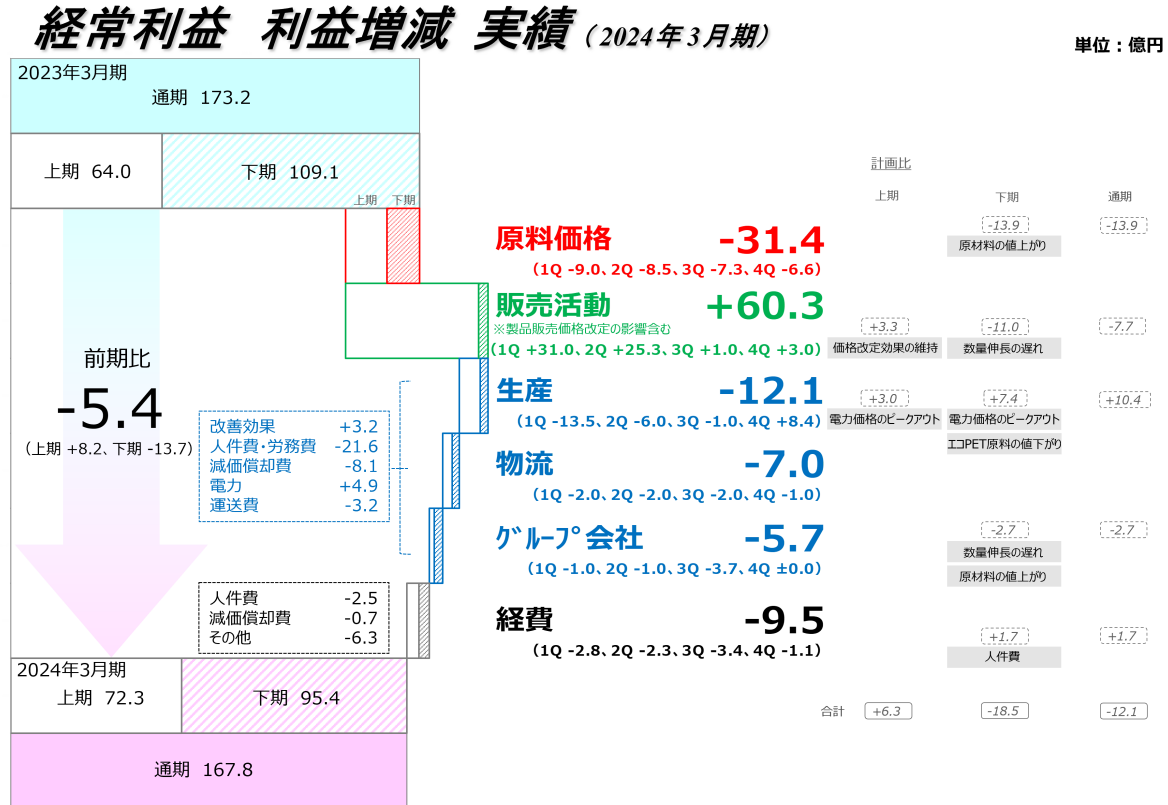 経常利益 利益増減 実績（2024年3月期）
単位：億円
2023年3月期
通期 173.2
上期 64.0
下期 109.1
上期 下期
計画比
上期 下期 通期
原料価格 -31.4
（1Q -9.0、2Q -8.5、3Q -7.3、4Q -6.6）
-13.9 -13.9
原材料の値上がり
販売活動 +60.3
※製品販売価格改定の影響含む
（1Q +31.0、2Q +25.3、3Q +1.0、4Q +3.0）
+3.3 -11.0 -7.7
価格改定効果の維持 数量伸長の遅れ
前期比
-5.4
（上期 +8.2、下期 -13.7）
生産 -12.1
（1Q -13.5、2Q -6.0、3Q -1.0、4Q +8.4）
+3.0 +7.4 +10.4
電力価格のピークアウト 電力価格のピークアウト
エコPET原料の値下がり
改善効果 +3.2
人件費・労務費 -21.6
減価償却費 -8.1
電力 +4.9
運送費 -3.2
物流 -7.0
（1Q -2.0、2Q -2.0、3Q -2.0、4Q -1.0）
ｸﾞﾙｰﾌﾟ会社 -5.7
（1Q -1.0、2Q -1.0、3Q -3.7、4Q ±0.0）
-2.7 -2.7
数量伸長の遅れ
原材料の値上がり
人件費 -2.5
減価償却費 -0.7
その他 -6.3
経費 -9.5
（1Q -2.8、2Q -2.3、3Q -3.4、4Q -1.1）
+1.7 +1.7
人件費
2024年3月期
上期 72.3
下期 95.4
合計 +6.3 -18.5 -12.1
通期 167.8